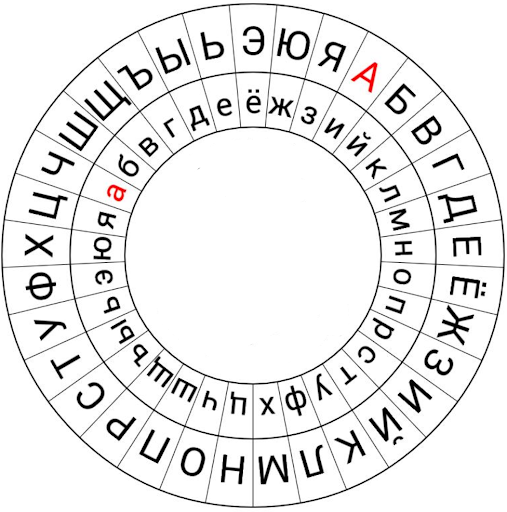 А Б В Г Д Е Ё Ж З И Й К Л М Н О П Р С Т У Ф Х Ц Ч Ш Щ Ъ Ы Ь Э Ю Я
а б в г д е ё ж з и й к л м н о п р с т у ф х ц ч ш щ ъ ы ь э ю я